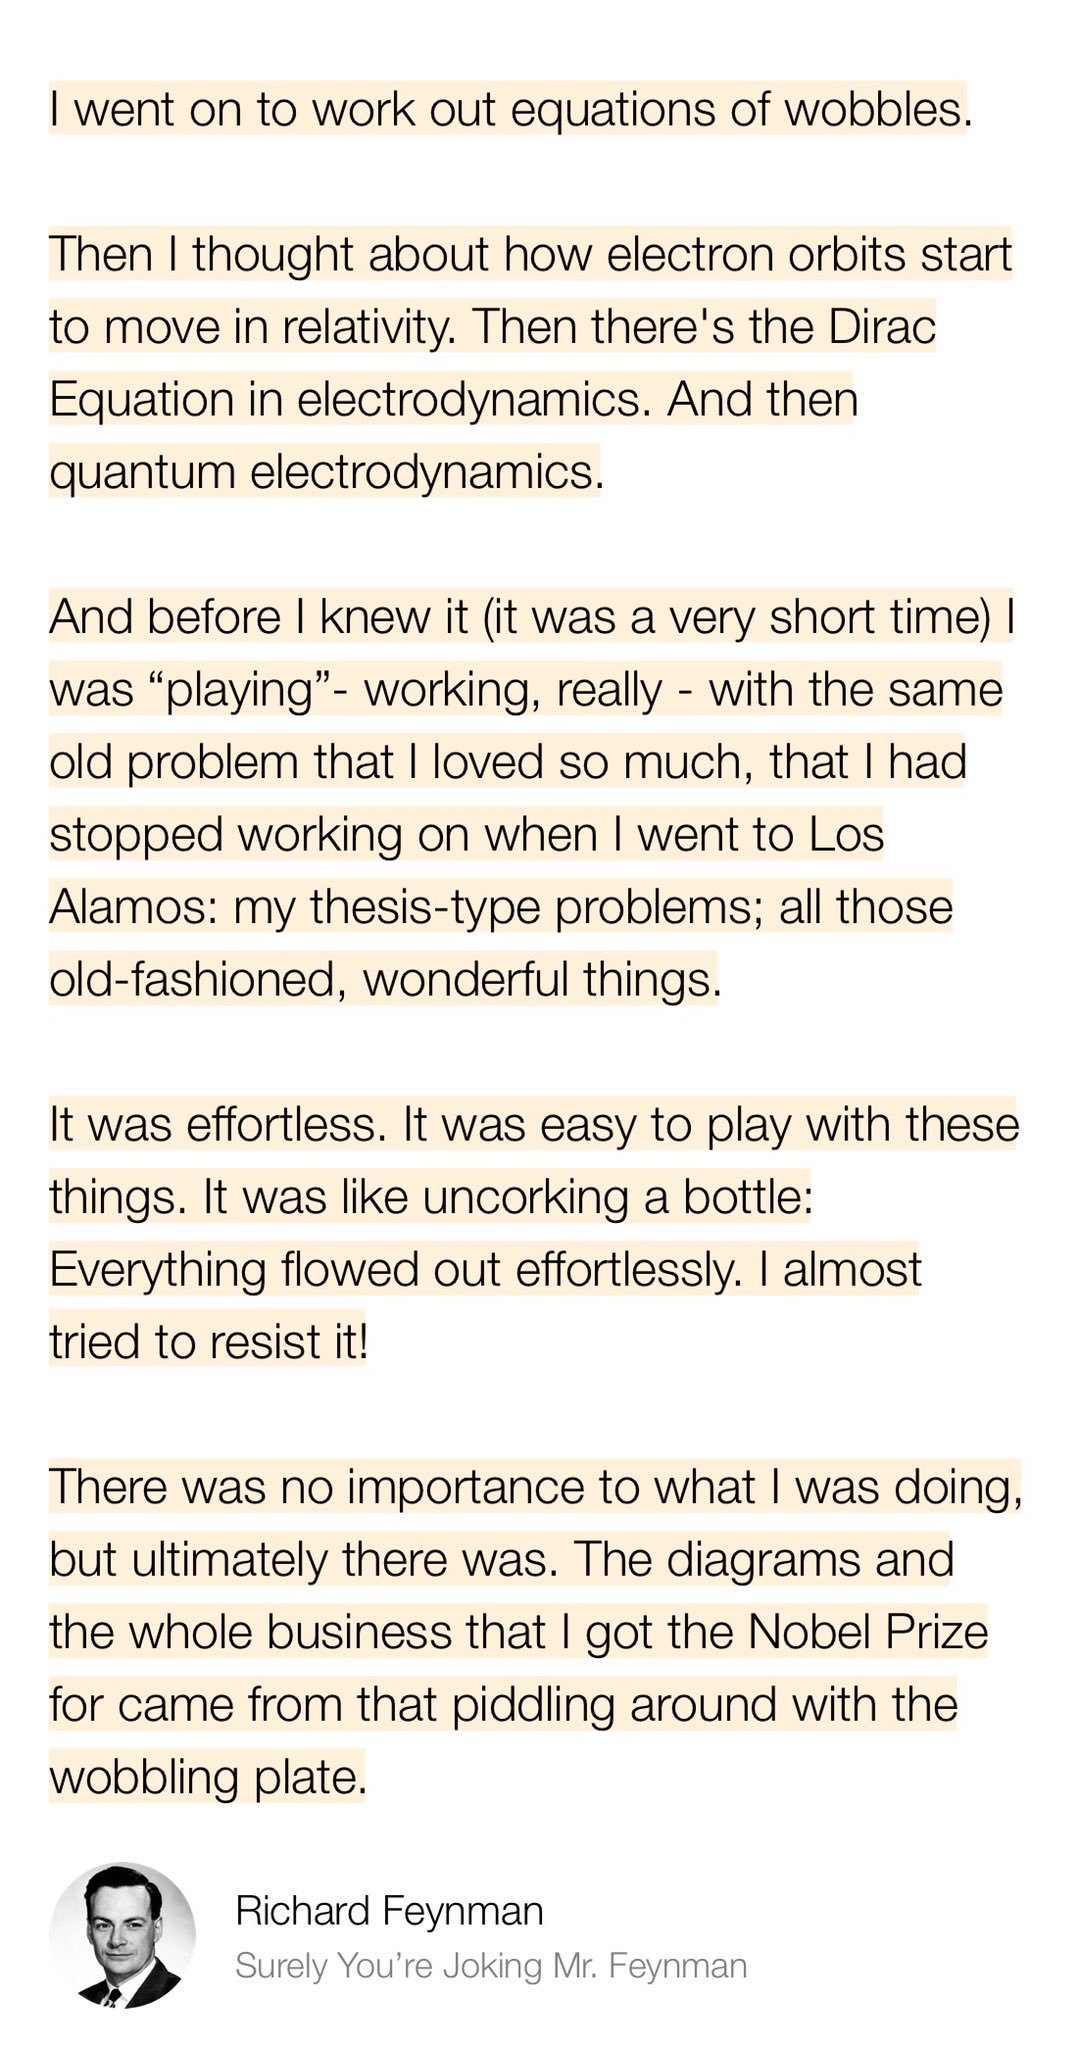 I went on to work out equations of wobbles.
Then I thought about how electron orbits start
to move in relativity. Then there's the Dirac
Equation in electrodynamics. And then
quantum electrodynamics.
And before I knew it (it was a very short time) I
was “playing”- working, really - with the same
old problem that I loved so much, that I had
stopped working on when I went to Los
Alamos: my thesis-type problems; all those
old-fashioned, wonderful things.
It was effortless. It was easy to play with these
things. It was like uncorking a bottle:
Everything flowed out effortlessly. I almost
tried to resist it!
There was no importance to what I was doing,
but ultimately there was. The diagrams and
the whole business that I got the Nobel Prize
for came from that piddling around with the
wobbling plate.
Richard Feynman
Surely You’re Joking Mr. Feynman